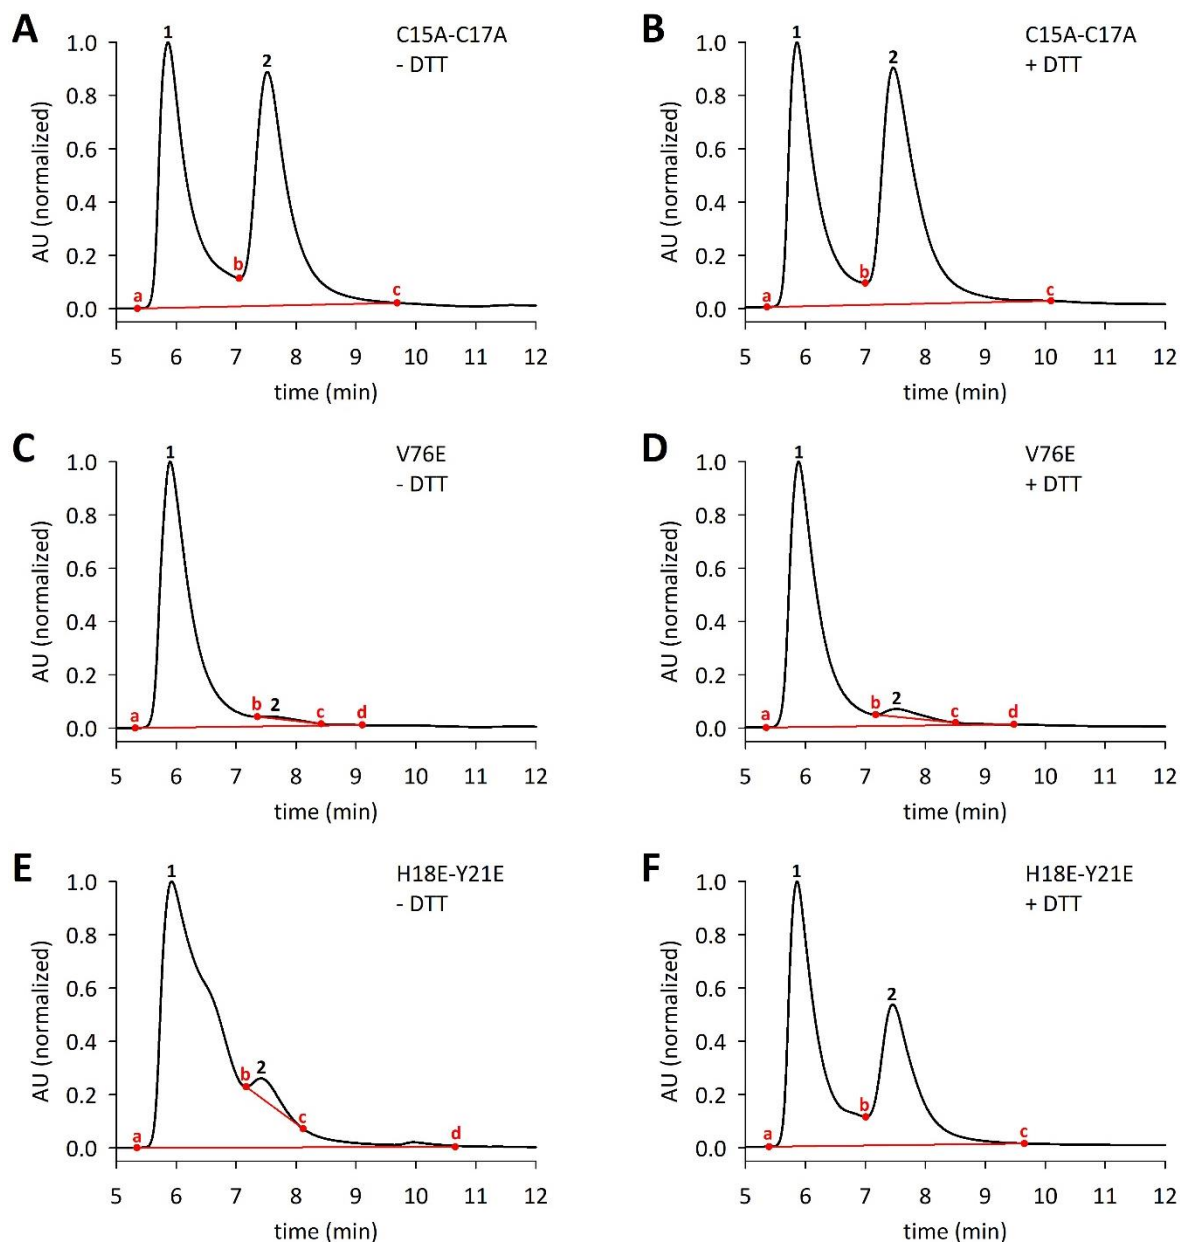 A
C15A-C17A
- DTT
AU (normalized)
1.0
0.8
0.6
0.4
0.2
0.0
1
2
a
b
c
5 6 7 8 9 10 11 12
time (min)
B
C15A-C17A
+ DTT
AU (normalized)
1.0
0.8
0.6
0.4
0.2
0.0
1
2
a
b
c
5 6 7 8 9 10 11 12
time (min)
C
V76E
- DTT
AU (normalized)
1.0
0.8
0.6
0.4
0.2
0.0
1
2
a
b
c
d
5 6 7 8 9 10 11 12
time (min)
D
V76E
+ DTT
AU (normalized)
1.0
0.8
0.6
0.4
0.2
0.0
1
2
a
b
c
d
5 6 7 8 9 10 11 12
time (min)
E
H18E-Y21E
- DTT
AU (normalized)
1.0
0.8
0.6
0.4
0.2
0.0
1
2
a
b
c
d
5 6 7 8 9 10 11 12
time (min)
F
H18E-Y21E
+ DTT
AU (normalized)
1.0
0.8
0.6
0.4
0.2
0.0
1
2
a
b
c
5 6 7 8 9 10 11 12
time (min)